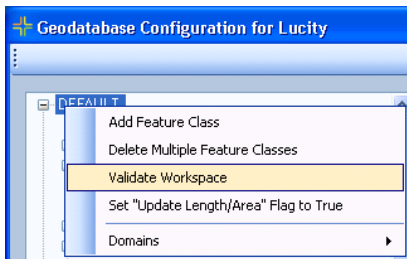 Geodatabase Configuration for Lucity
DEFAULT
Add Feature Class
Delete Multiple Feature Classes
Validate Workspace
Set "Update Length/Area" Flag to True
Domains